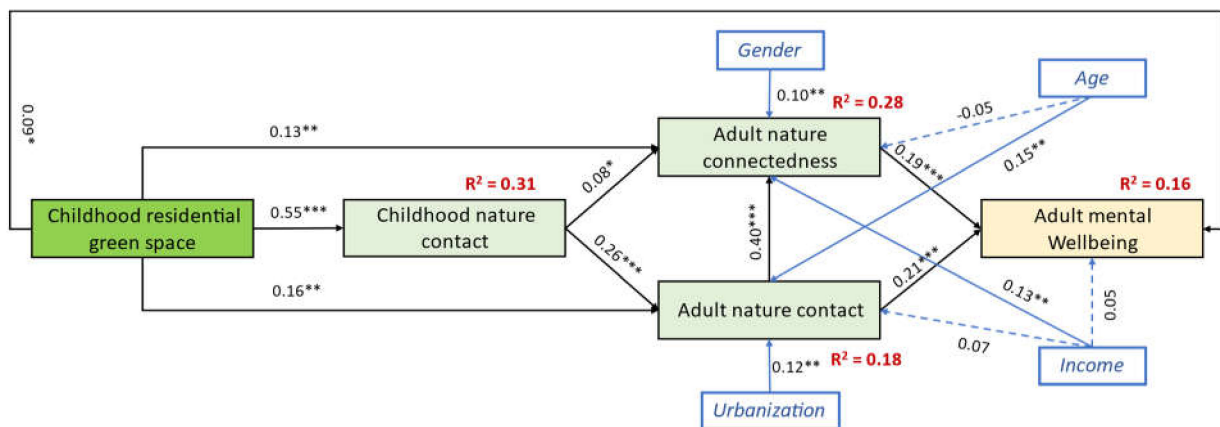 Gender
Age
0.10**
R² = 0.28
-0.05
0.09*
0.13**
Adult nature
connectedness
0.19***
0.15**
R² = 0.31
0.08*
R² = 0.16
Childhood residential
green space
0.55***
Childhood nature
contact
0.40***
Adult mental
Wellbeing
0.26***
0.21***
0.16**
Adult nature contact
0.13**
0.05
0.07
0.12**
R² = 0.18
Income
Urbanization